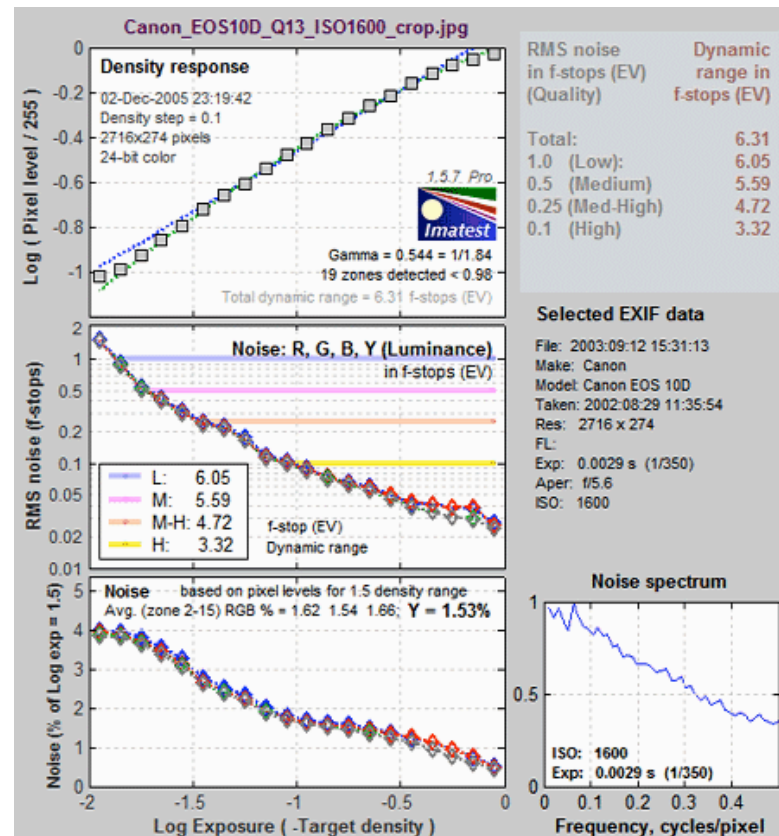 Canon_EOS10D_Q13_ISO1600_crop.jpg
Density response
02-Dec-2005 23:19:42
Density step = 0.1
2716x274 pixels
24-bit color
1.5.7 Pro
Imatest
Gamma = 0.544 = 1/1.84
19 zones detected < 0.98
Total dynamic range = 6.31 f-stops (EV)
Log ( Pixel level / 255 )
0
-0.2
-0.4
-0.6
-0.8
-1
RMS noise Dynamic
in f-stops (EV) range in
(Quality) f-stops (EV)
Total: 6.31
1.0 (Low): 6.05
0.5 (Medium) 5.59
0.25 (Med-High) 4.72
0.1 (High) 3.32
Noise: R, G, B, Y (Luminance)
in f-stops (EV)
RMS noise (f-stops)
2
1
0.5
0.2
0.1
0.05
0.02
0.01
L: 6.05
M: 5.59
M-H: 4.72
H: 3.32
f-stop (EV)
Dynamic range
Selected EXIF data
File: 2003:09:12 15:31:13
Make: Canon
Model: Canon EOS 10D
Taken: 2002:08:29 11:35:54
Res: 2716 x 274
FL:
Exp: 0.0029 s (1/350)
Aper: f/5.6
ISO: 1600
Noise based on pixel levels for 1.5 density range
Avg. (zone 2-15) RGB % = 1.62 1.54 1.66; Y = 1.53%
Noise (% of Log exp = 1.5)
5
4
3
2
1
0
-2 -1.5 -1 -0.5 0
Log Exposure ( -Target density )
Noise spectrum
1
0.5
0
ISO: 1600
Exp: 0.0029 s (1/350)
0 0.1 0.2 0.3 0.4
Frequency, cycles/pixel